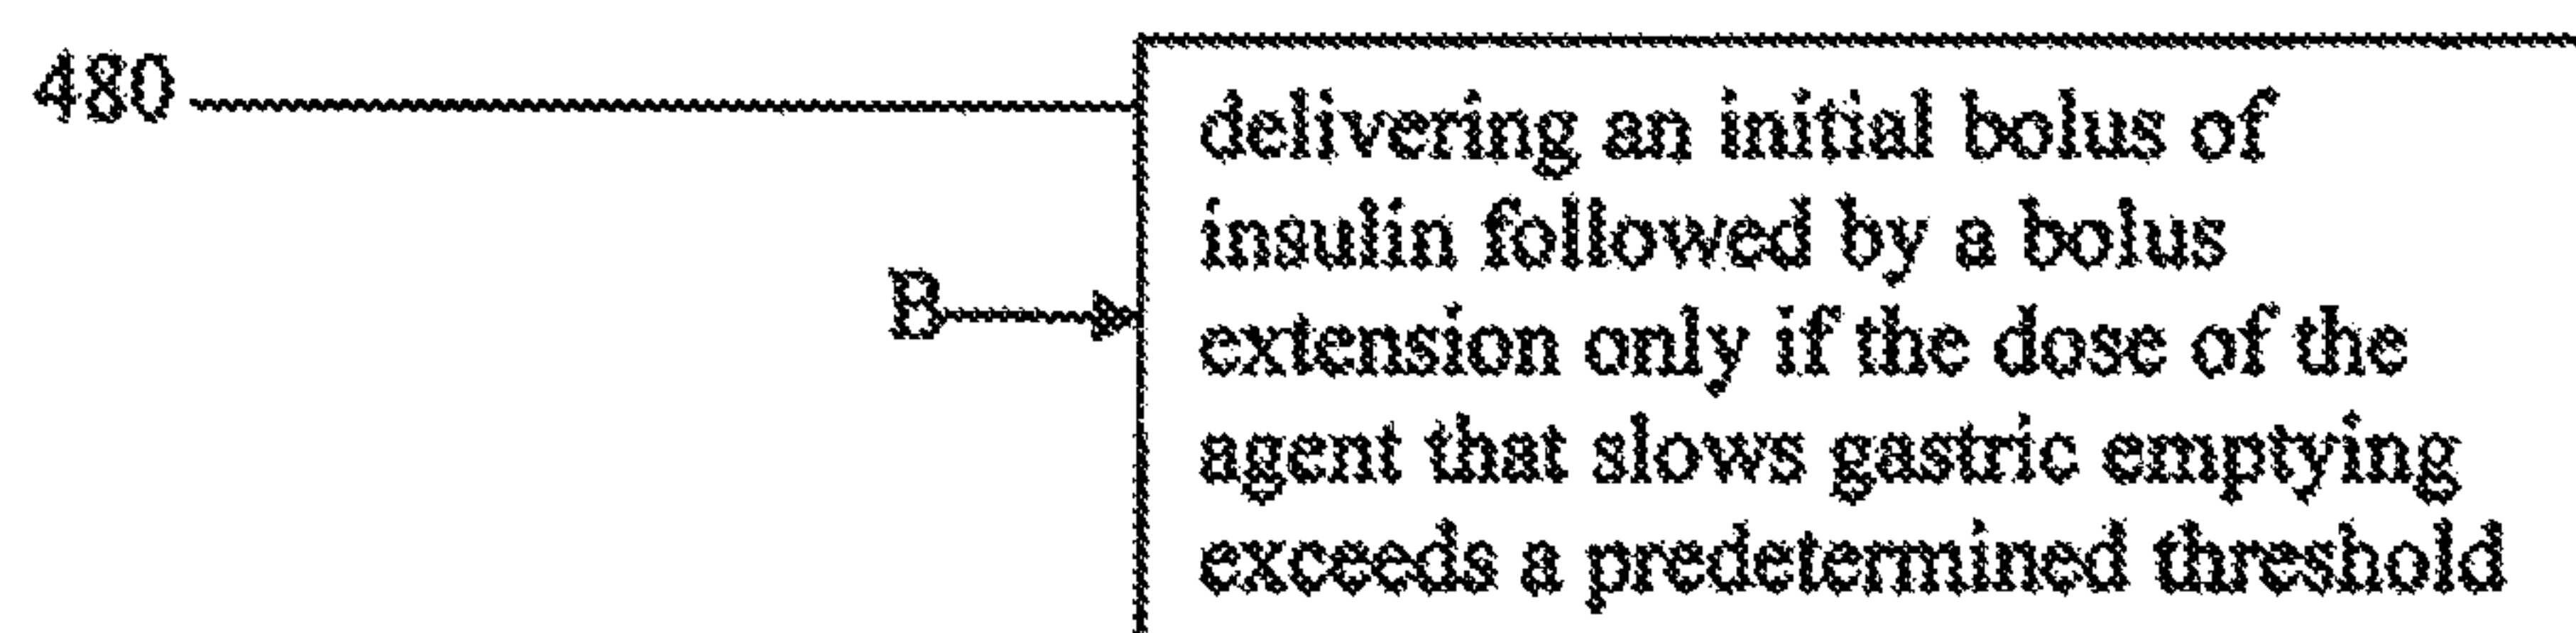 480
delivering an initial bolus of
insulin followed by a bolus
B
extension only if the dose of the
agent that slows gastric emptying
exceeds a predetermined threshold